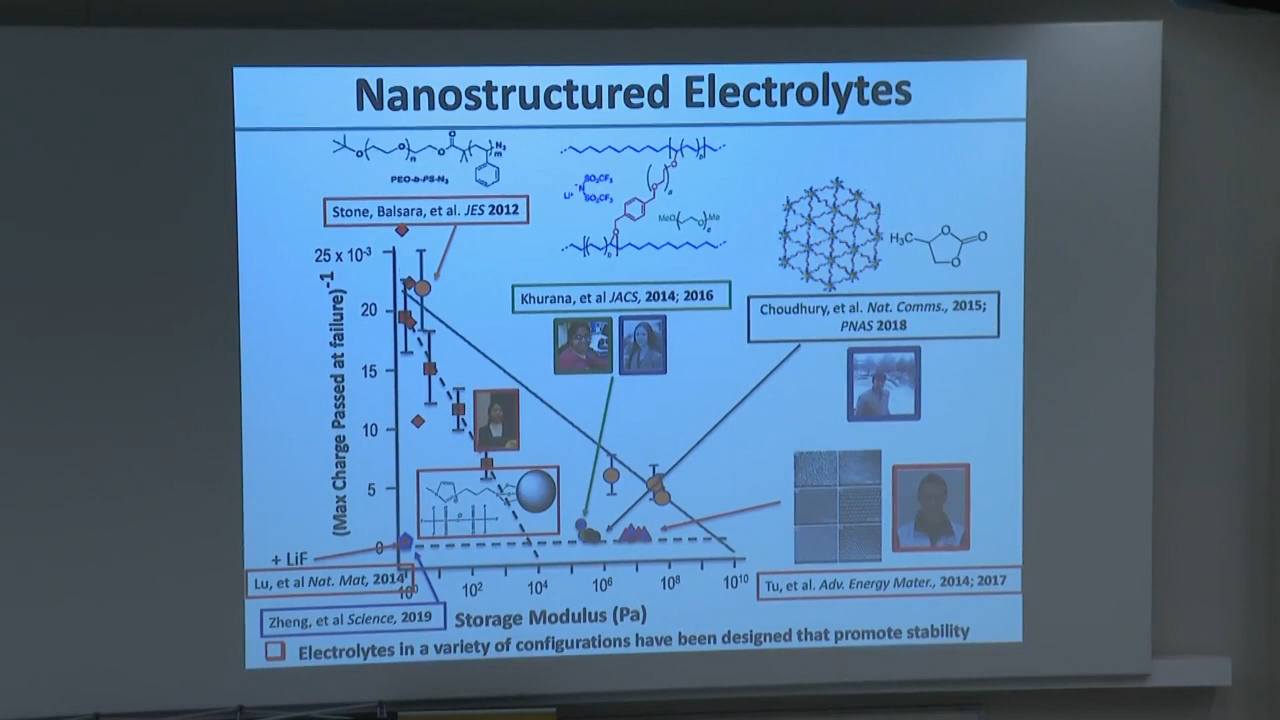 Nanostructured Electrolytes
PEO-b-PS-N₃
SO₂CF₃
Li⁺
N
SO₂CF₃
H₃C
O
O
O
Stone, Balsara, et al. JES 2012
Khurana, et al JACS, 2014; 2016
Choudhury, et al. Nat. Comms., 2015;
PNAS 2018
(Max Charge Passed at failure)⁻¹
25 x 10⁻³
20
15
10
5
0
+ LiF
Lu, et al Nat. Mat, 2014
10⁰
10²
10⁴
10⁶
10⁸
10¹⁰
Tu, et al. Adv. Energy Mater., 2014; 2017
Zheng, et al Science, 2019
Storage Modulus (Pa)
Electrolytes in a variety of configurations have been designed that promote stability